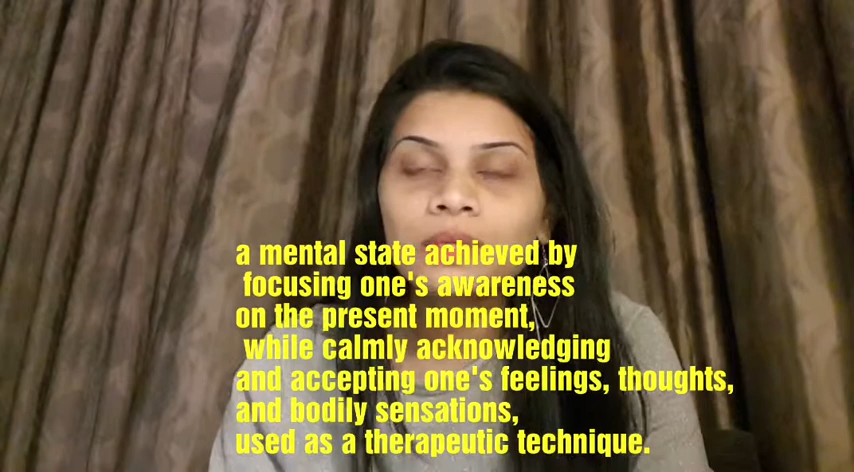 a mental state achieved by
focusing one's awareness
on the present moment,
while calmly acknowledging
and accepting one's feelings, thoughts,
and bodily sensations,
used as a therapeutic technique.